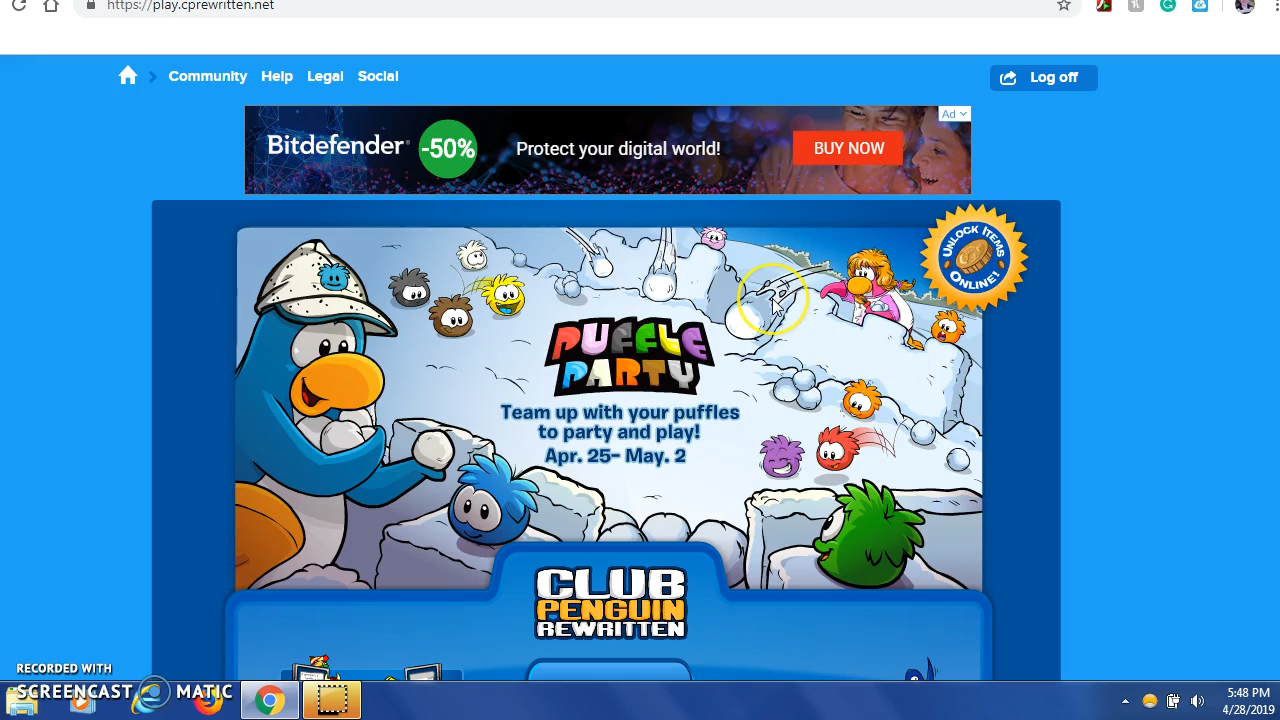 https://play.cprewritten.net
Community Help Legal Social
Log off
Bitdefender
-50%
Protect your digital world!
BUY NOW
Ad
UNLOCK ITEMS
ONLINE!
PUFFLE
PARTY
Team up with your puffles
to party and play!
Apr. 25- May. 2
CLUB
PENGUIN
REWRITTEN
RECORDED WITH
SCREENCAST MATIC
5:48 PM
4/28/2019